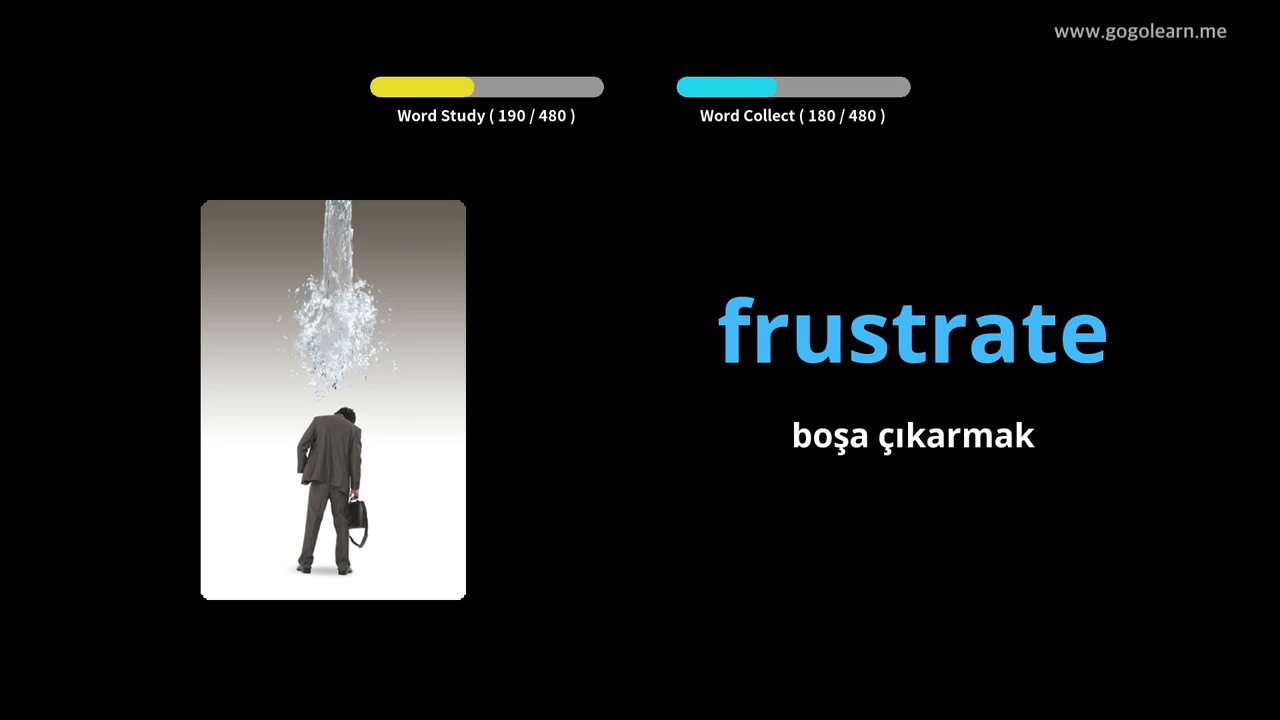 www.gogolearn.me
Word Study ( 190 / 480 )
Word Collect ( 180 / 480 )
frustrate
boşa çıkarmak